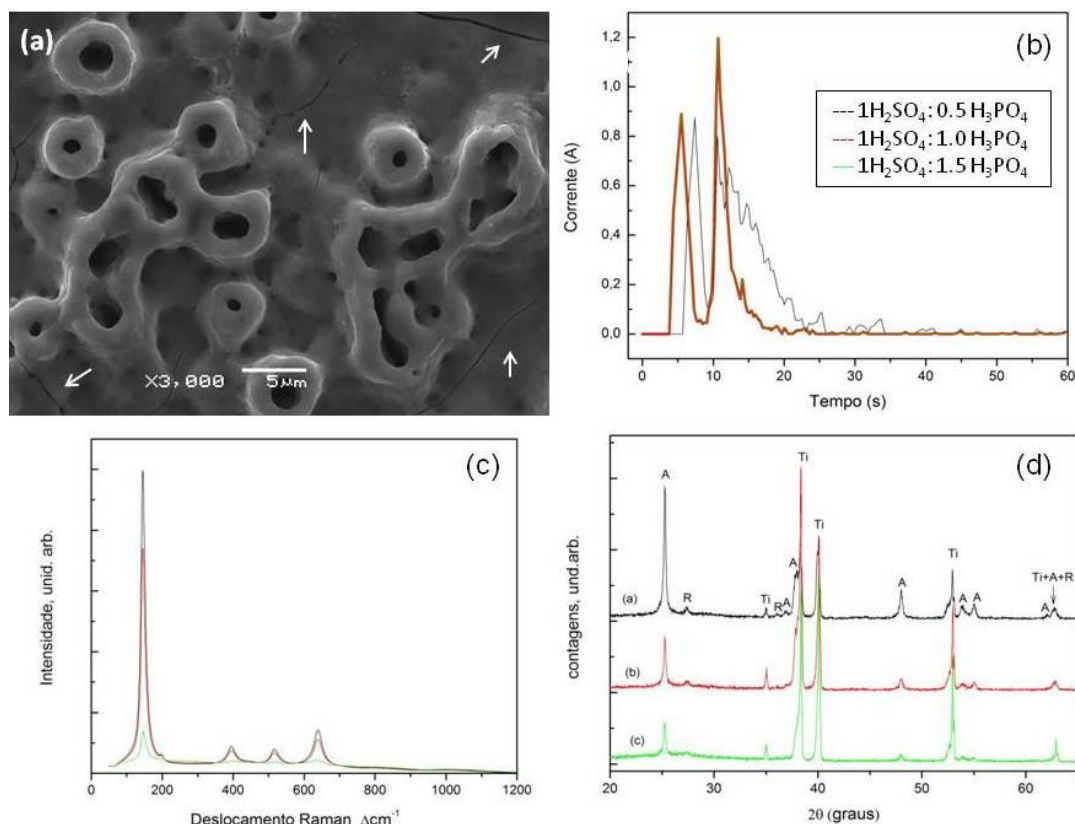 (a)
X3,000 5µm
(b)
Corrente (A)
1,2
1,0
0,8
0,6
0,4
0,2
0,0
1H₂SO₄:0.5 H₃PO₄
1H₂SO₄:1.0 H₃PO₄
1H₂SO₄:1.5 H₃PO₄
0 10 20 30 40 50 60
Tempo (s)
(c)
Intensidade, unid. arb.
0 200 400 600 800 1000 1200
Deslocamento Raman, Δcm⁻¹
(d)
contagens, und.arb.
A R Ti R A A Ti Ti A Ti A A A Ti+A+R
(a)
(b)
(c)
20 30 40 50 60
2θ (graus)